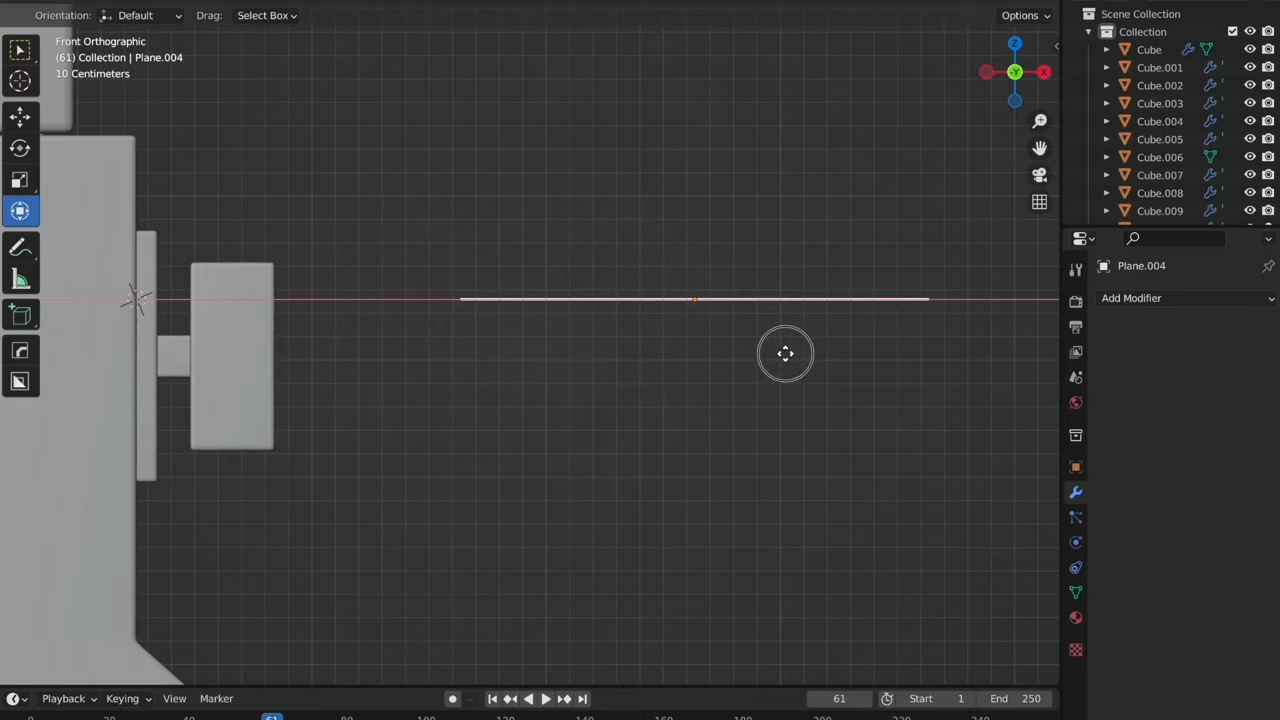 Orientation: Default Drag: Select Box Options
Front Orthographic
(61) Collection | Plane.004
10 Centimeters
Z
-Y
X
Scene Collection
Collection
Cube
Cube.001
Cube.002
Cube.003
Cube.004
Cube.005
Cube.006
Cube.007
Cube.008
Cube.009
Plane.004
Add Modifier
Playback Keying View Marker 61 Start 1 End 250
61